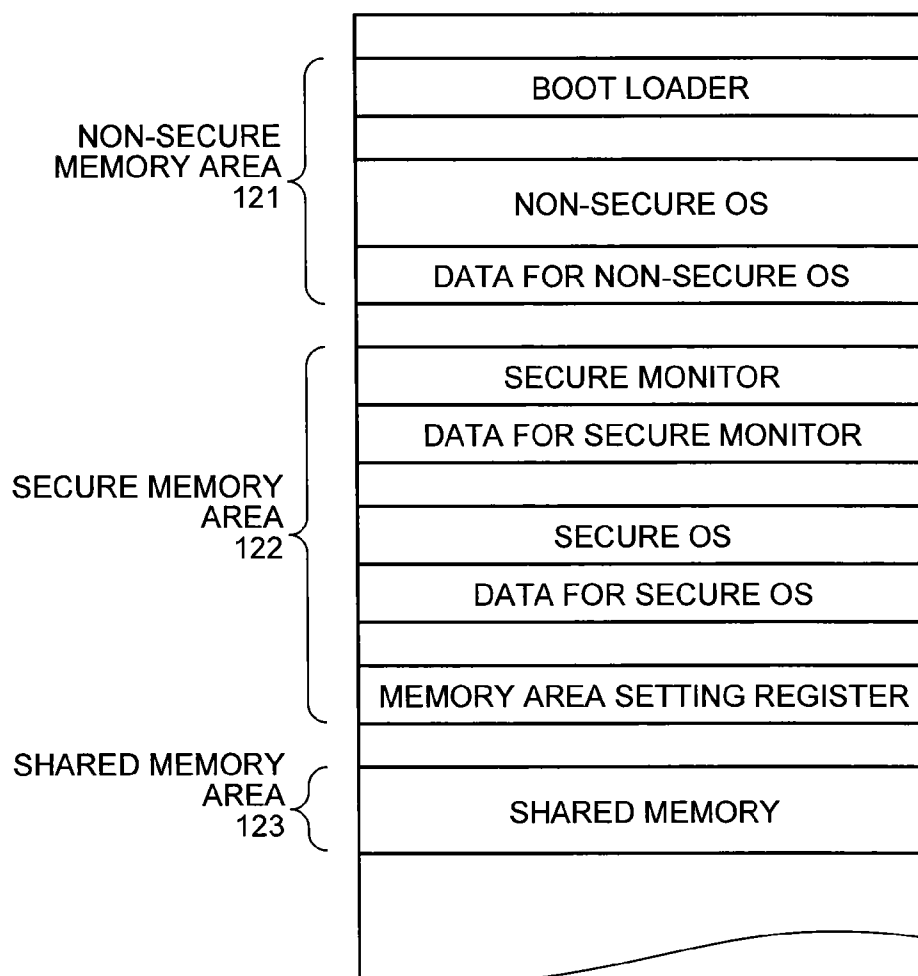 BOOT LOADER
NON-SECURE
MEMORY AREA
121
NON-SECURE OS
DATA FOR NON-SECURE OS
SECURE MONITOR
DATA FOR SECURE MONITOR
SECURE MEMORY
AREA
122
SECURE OS
DATA FOR SECURE OS
MEMORY AREA SETTING REGISTER
SHARED MEMORY
AREA
123
SHARED MEMORY